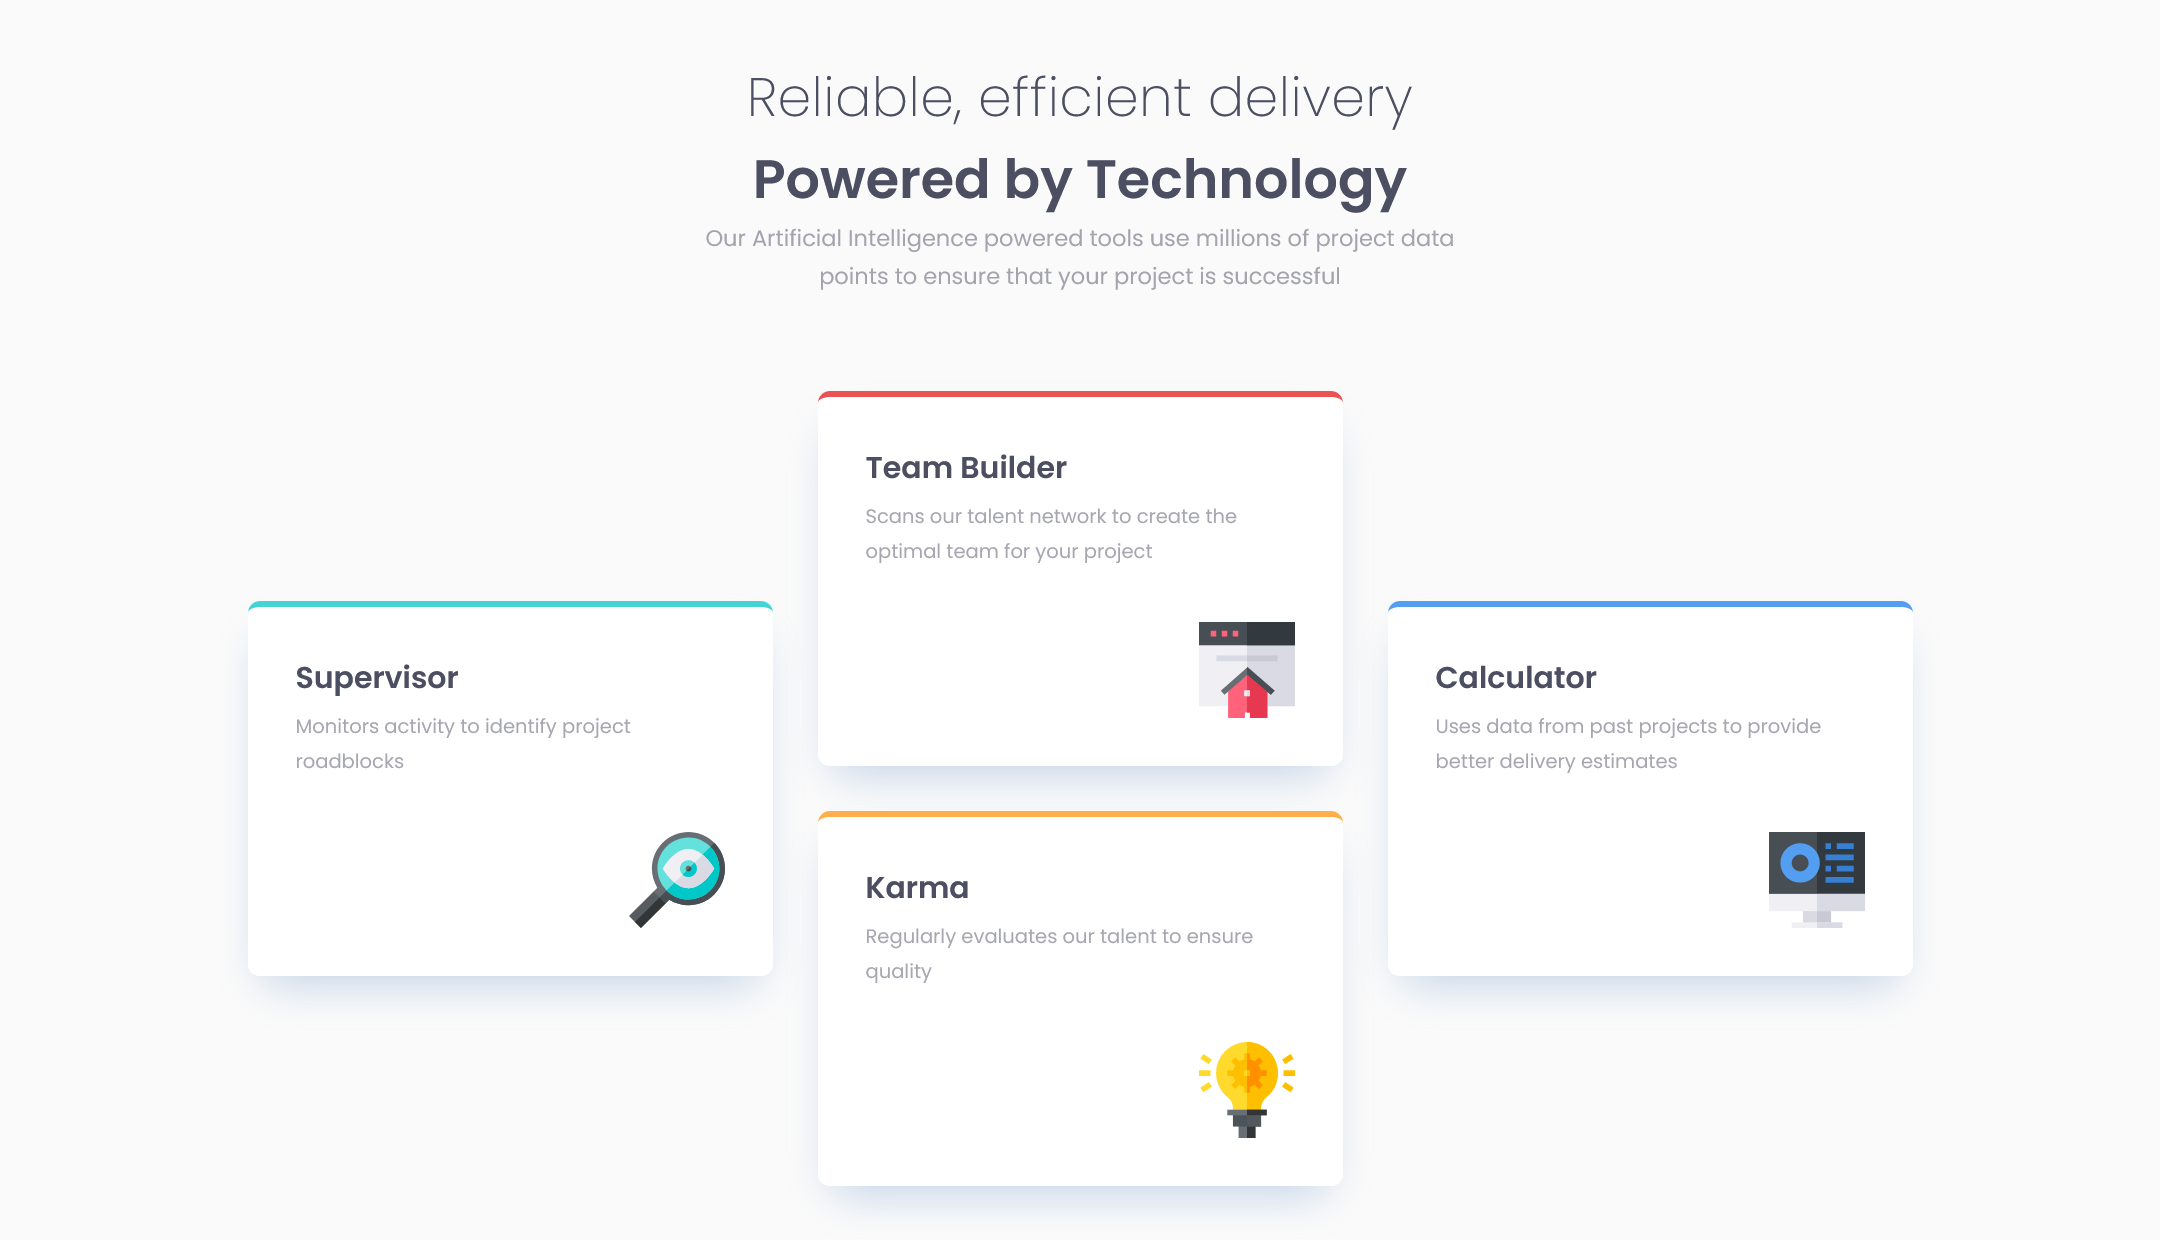 Reliable, efficient delivery
Powered by Technology
Our Artificial Intelligence powered tools use millions of project data
points to ensure that your project is successful
Supervisor
Monitors activity to identify project
roadblocks
Team Builder
Scans our talent network to create the
optimal team for your project
Karma
Regularly evaluates our talent to ensure
quality
Calculator
Uses data from past projects to provide
better delivery estimates